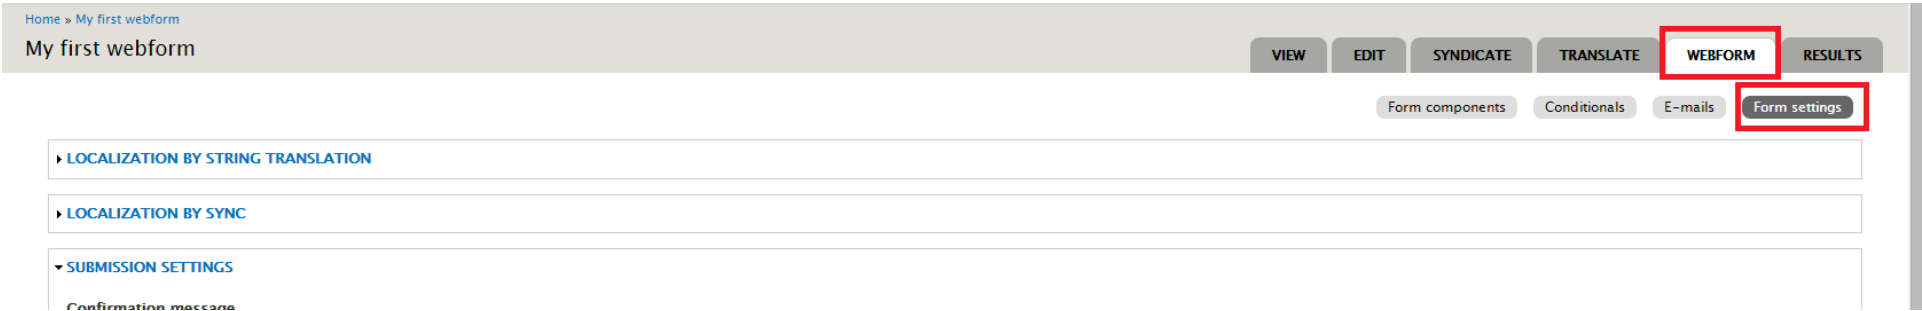 Home » My first webform
My first webform
VIEW EDIT SYNDICATE TRANSLATE WEBFORM RESULTS
Form components Conditionals E-mails Form settings
LOCALIZATION BY STRING TRANSLATION
LOCALIZATION BY SYNC
SUBMISSION SETTINGS
Confirmation message